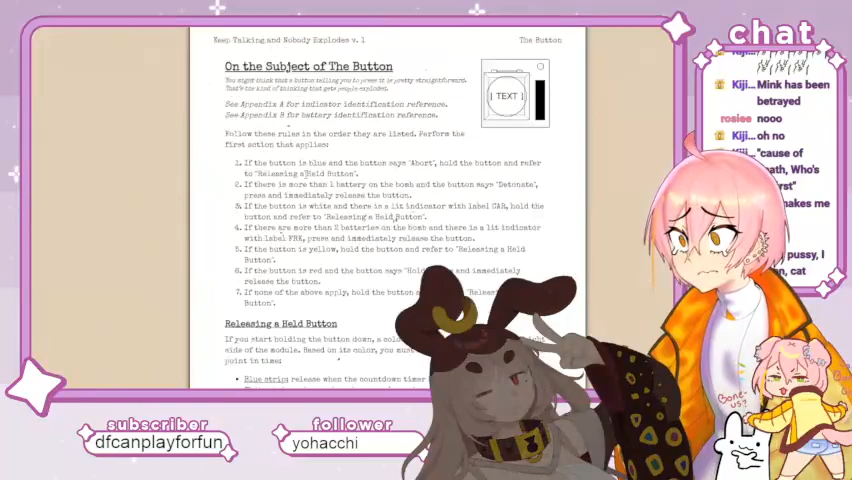 Keep Talking and Nobody Explodes v. 1
The Button
On the Subject of The Button
You might think that a button telling you to press it is pretty straightforward.
That's the kind of thinking that gets people exploded.
See Appendix A for indicator identification reference.
See Appendix B for battery identification reference.
TEXT
Follow these rules in the order they are listed. Perform the
first action that applies:
1. If the button is blue and the button says "Abort", hold the button and refer
to "Releasing a Held Button".
2. If there is more than 1 battery on the bomb and the button says "Detonate",
press and immediately release the button.
3. If the button is white and there is a lit indicator with label CAR, hold the
button and refer to "Releasing a Held Button".
4. If there are more than 2 batteries on the bomb and there is a lit indicator
with label FRK, press and immediately release the button.
5. If the button is yellow, hold the button and refer to "Releasing a Held
Button".
6. If the button is red and the button says "Hold and immediately
release the button.
7. If none of the above apply, hold the button
Button".
Releasing a Held Button
If you start holding the button down, a
side of the module. Based on its color, you must
point in time:
• Blue strip: release when the countdown timer
chat
Kiji... Mink has been
betrayed
rosiee nooo
Kiji... oh no
Kiji... "cause of
Who's
makes me
pussy, I
cat
Bone-
us?
subscriber
dfcanplayforfun
follower
yohacchi